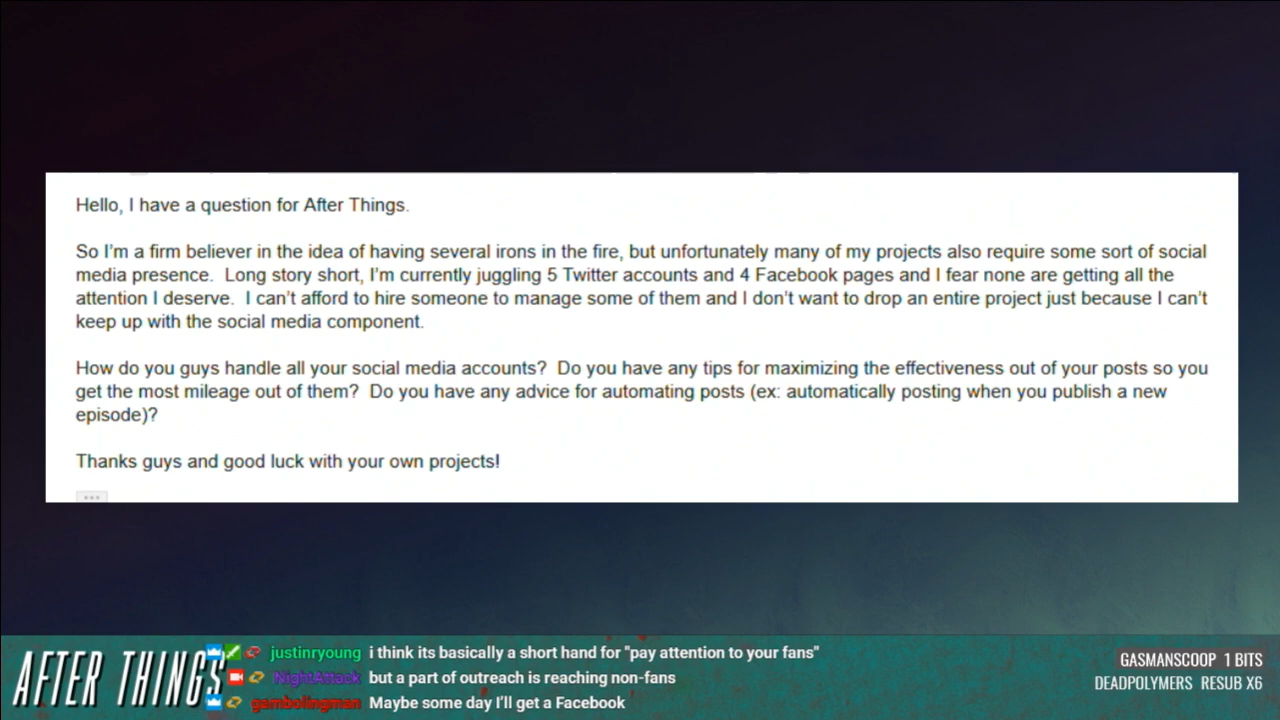 Hello, I have a question for After Things.
So I'm a firm believer in the idea of having several irons in the fire, but unfortunately many of my projects also require some sort of social
media presence.  Long story short, I'm currently juggling 5 Twitter accounts and 4 Facebook pages and I fear none are getting all the
attention I deserve.  I can't afford to hire someone to manage some of them and I don't want to drop an entire project just because I can't
keep up with the social media component.
How do you guys handle all your social media accounts?  Do you have any tips for maximizing the effectiveness out of your posts so you
get the most mileage out of them?  Do you have any advice for automating posts (ex: automatically posting when you publish a new
episode)?
Thanks guys and good luck with your own projects!
AFTER THINGS
justinryoung i think its basically a short hand for "pay attention to your fans"
NightAttack but a part of outreach is reaching non-fans
gambolingman Maybe some day I'll get a Facebook
GASMANSCOOP 1 BITS
DEADPOLYMERS RESUB X6